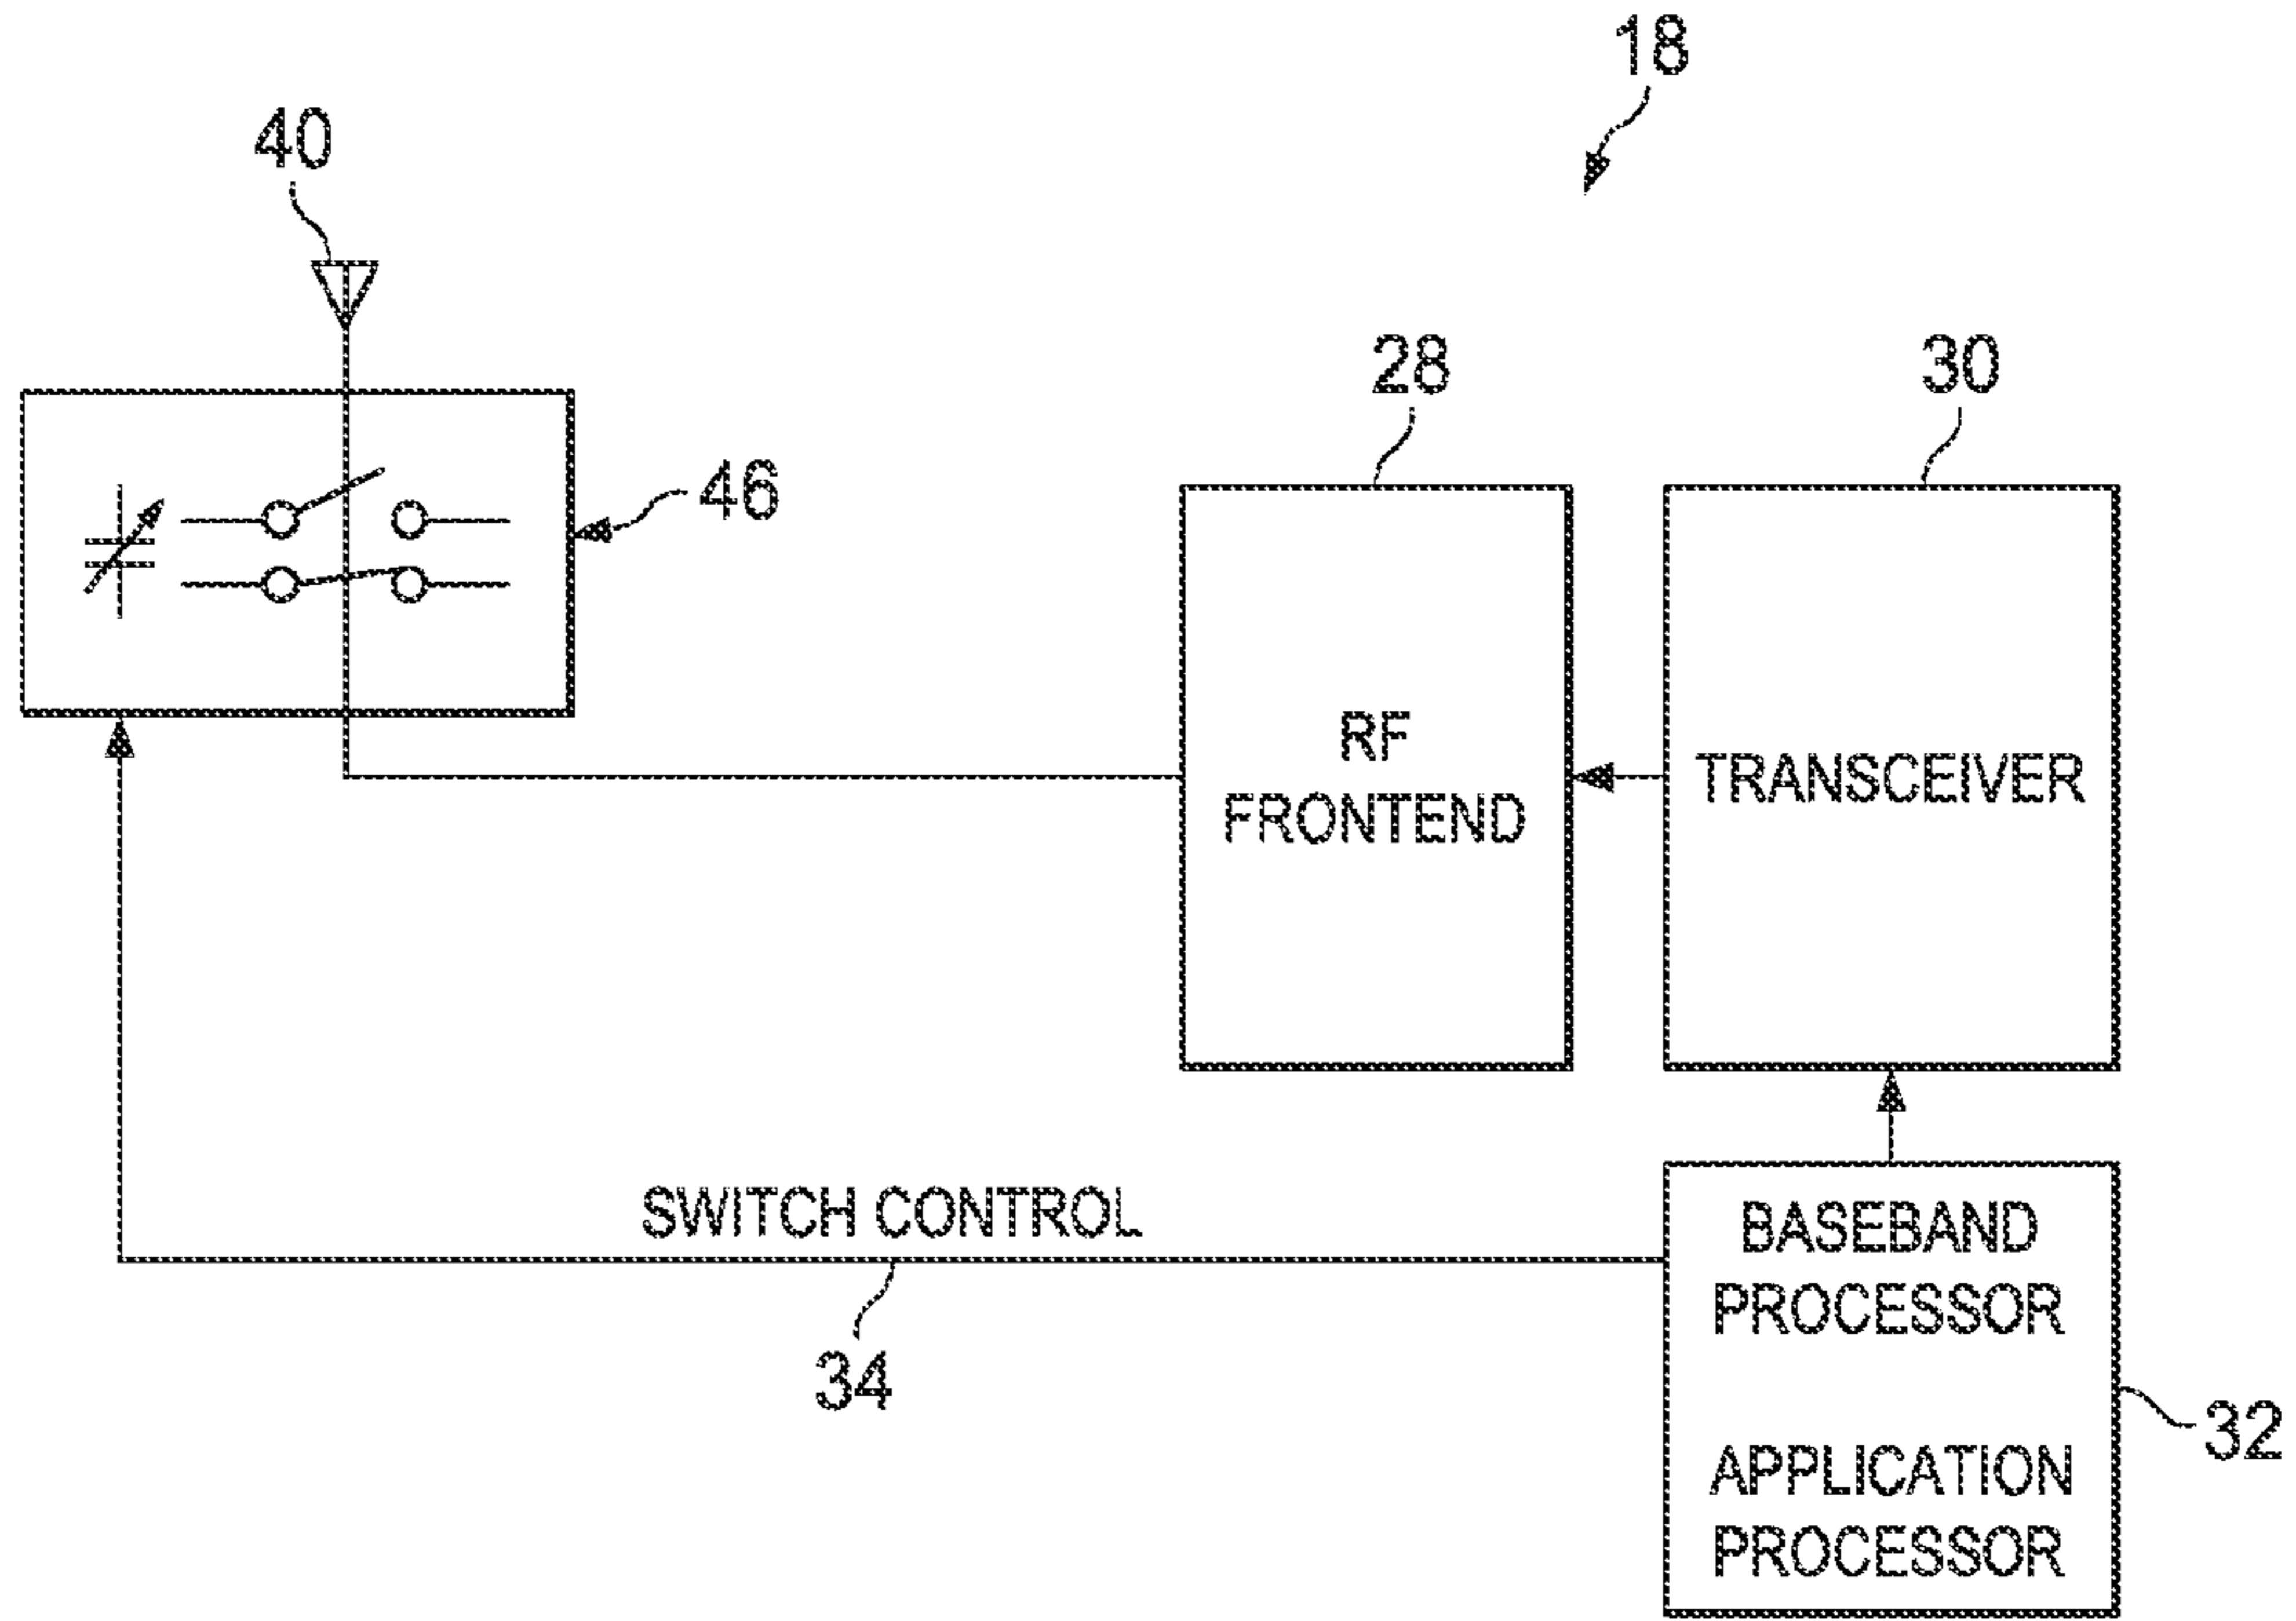 18
40
28
30
46
RF
FRONTEND
TRANSCEIVER
SWITCH CONTROL
34
BASEBAND
PROCESSOR
APPLICATION
PROCESSOR
32